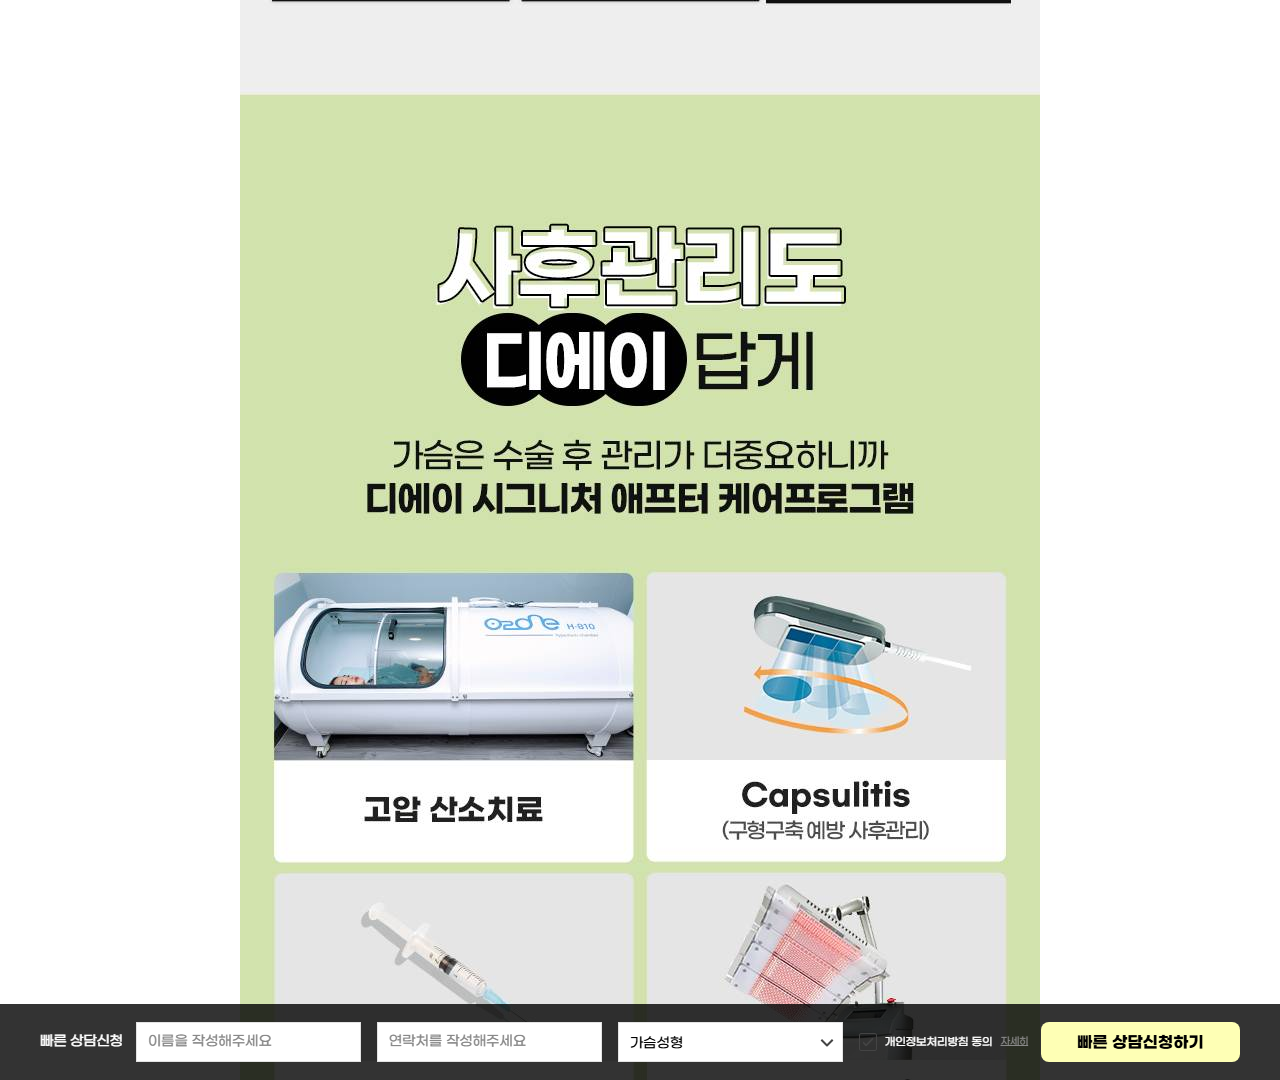 사후관리도
디에이 답게
가슴은 수술 후 관리가 더중요하니까
디에이 시그니처 애프터 케어프로그램
O2One H-810
hyperbaric chamber
고압 산소치료
Capsulitis
(구형구축 예방 사후관리)
빠른 상담신청
이름을 작성해주세요
연락처를 작성해주세요
가슴성형
개인정보처리방침 동의
자세히
빠른 상담신청하기